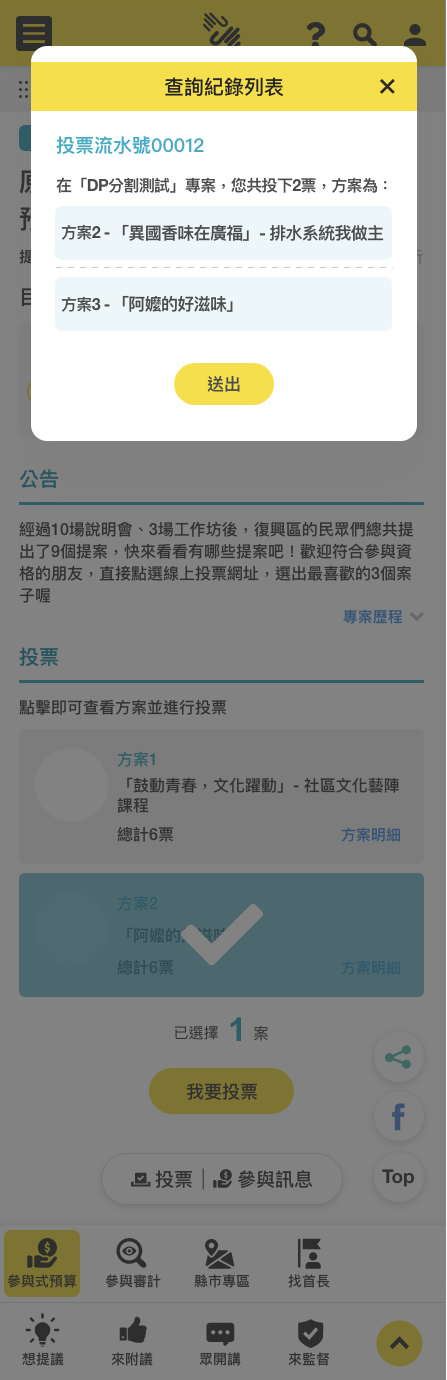 查詢紀錄列表
投票流水號00012
在「DP分割測試」專案，您共投下2票，方案為：
方案2 - 「異國香味在廣福」- 排水系統我做主
方案3 - 「阿嬤的好滋味」
送出
公告
經過10場說明會、3場工作坊後，復興區的民眾們總共提
出了9個提案，快來看看有哪些提案吧！歡迎符合參與資
格的朋友，直接點選線上投票網址，選出最喜歡的3個案
子喔
專案歷程
投票
點擊即可查看方案並進行投票
方案1
「鼓動青春，文化躍動」- 社區文化藝陣
課程
總計6票
方案明細
方案2
「阿嬤的
總計6票
方案明細
已選擇 1 案
我要投票
Top
投票 | 參與訊息
參與式預算
參與審計
縣市專區
找首長
想提議
來附議
眾開講
來監督